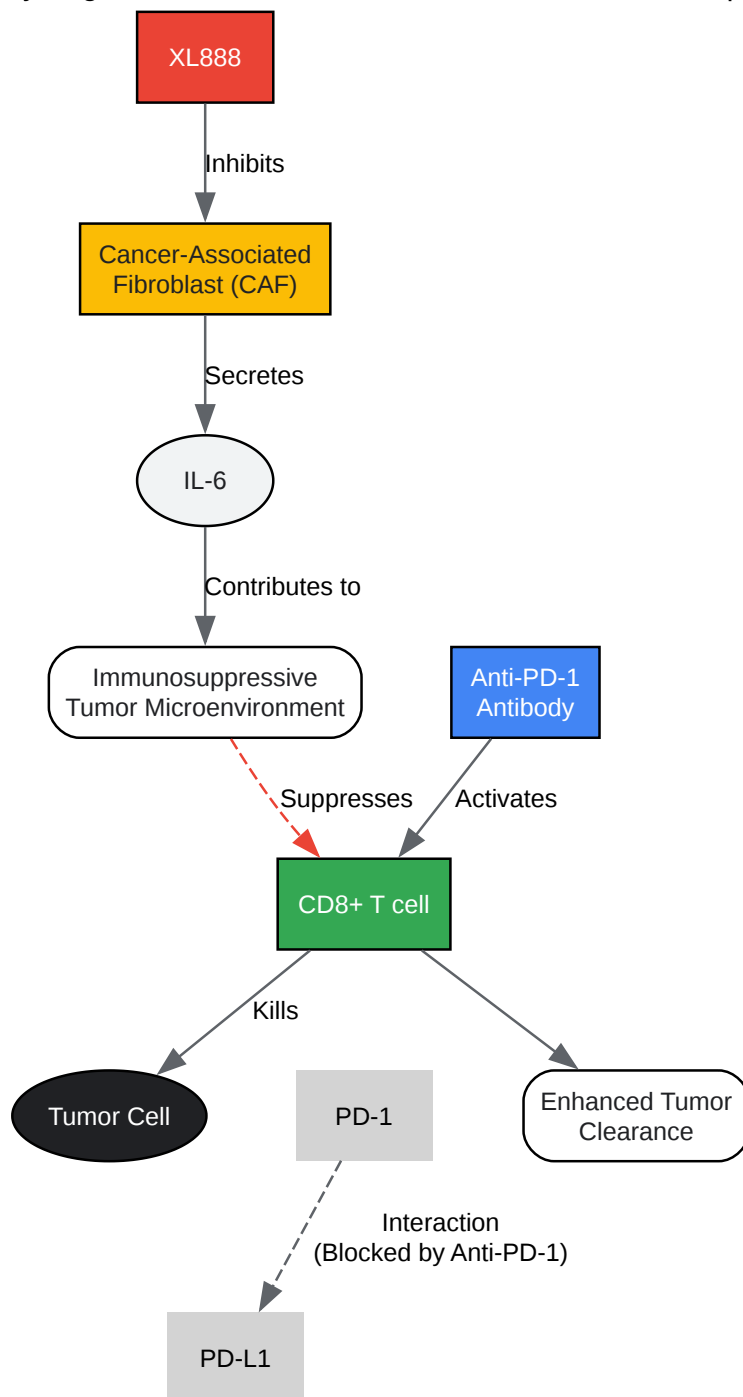 XL888
Inhibits
Cancer-Associated
Fibroblast (CAF)
Secretes
IL-6
Contributes to
Immunosuppressive
Tumor Microenvironment
Anti-PD-1
Antibody
Suppresses
Activates
CD8+ T cell
Kills
Tumor Cell
PD-1
Enhanced Tumor
Clearance
Interaction
(Blocked by Anti-PD-1)
PD-L1